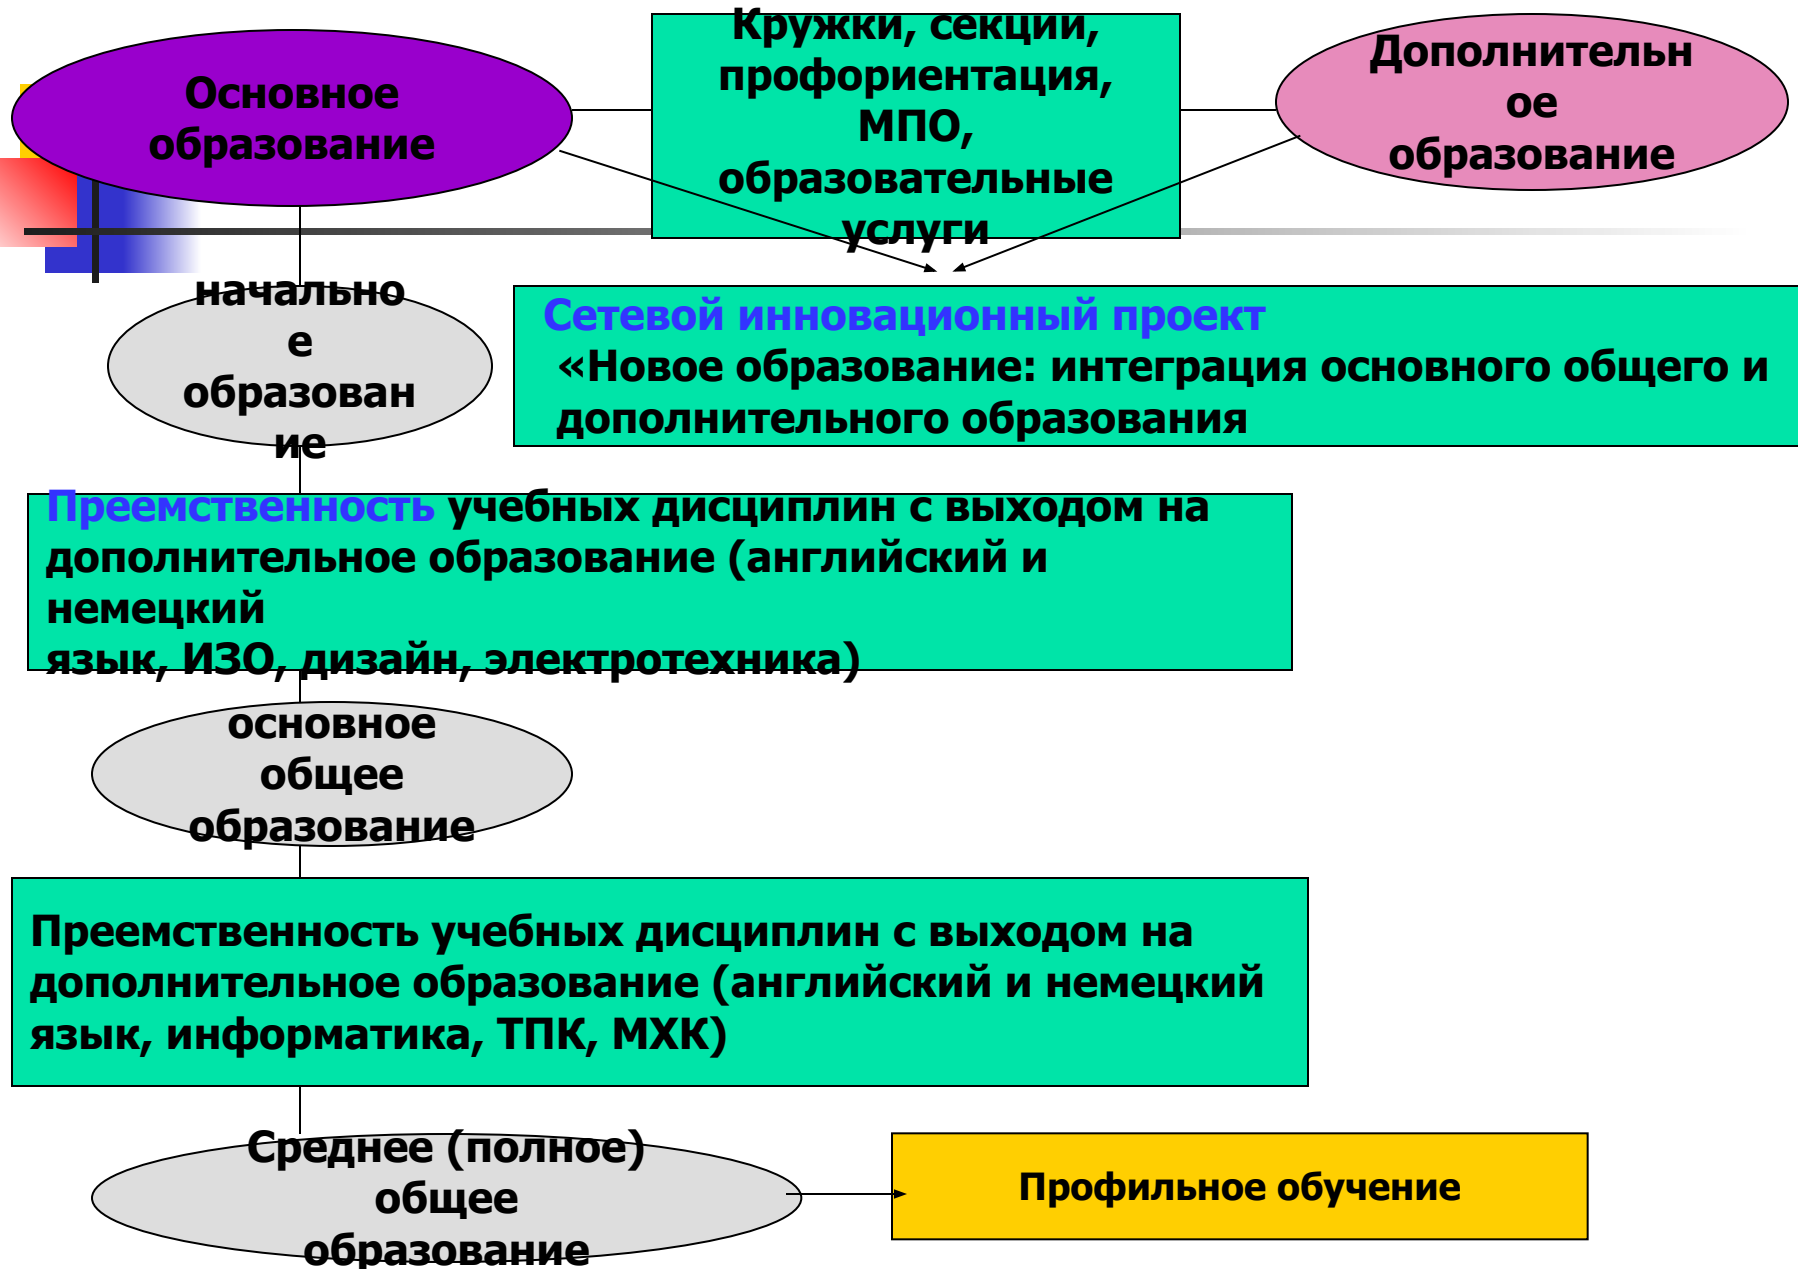 Основное
образование
Кружки, секции,
профориентация,
МПО,
образовательные
услуги
Дополнительн
ое
образование
начально
е
образован
ие
Сетевой инновационный проект
«Новое образование: интеграция основного общего и
дополнительного образования
Преемственность учебных дисциплин с выходом на
дополнительное образование (английский и
немецкий
язык, ИЗО, дизайн, электротехника)
основное
общее
образование
Преемственность учебных дисциплин с выходом на
дополнительное образование (английский и немецкий
язык, информатика, ТПК, МХК)
Среднее (полное)
общее
образование
Профильное обучение